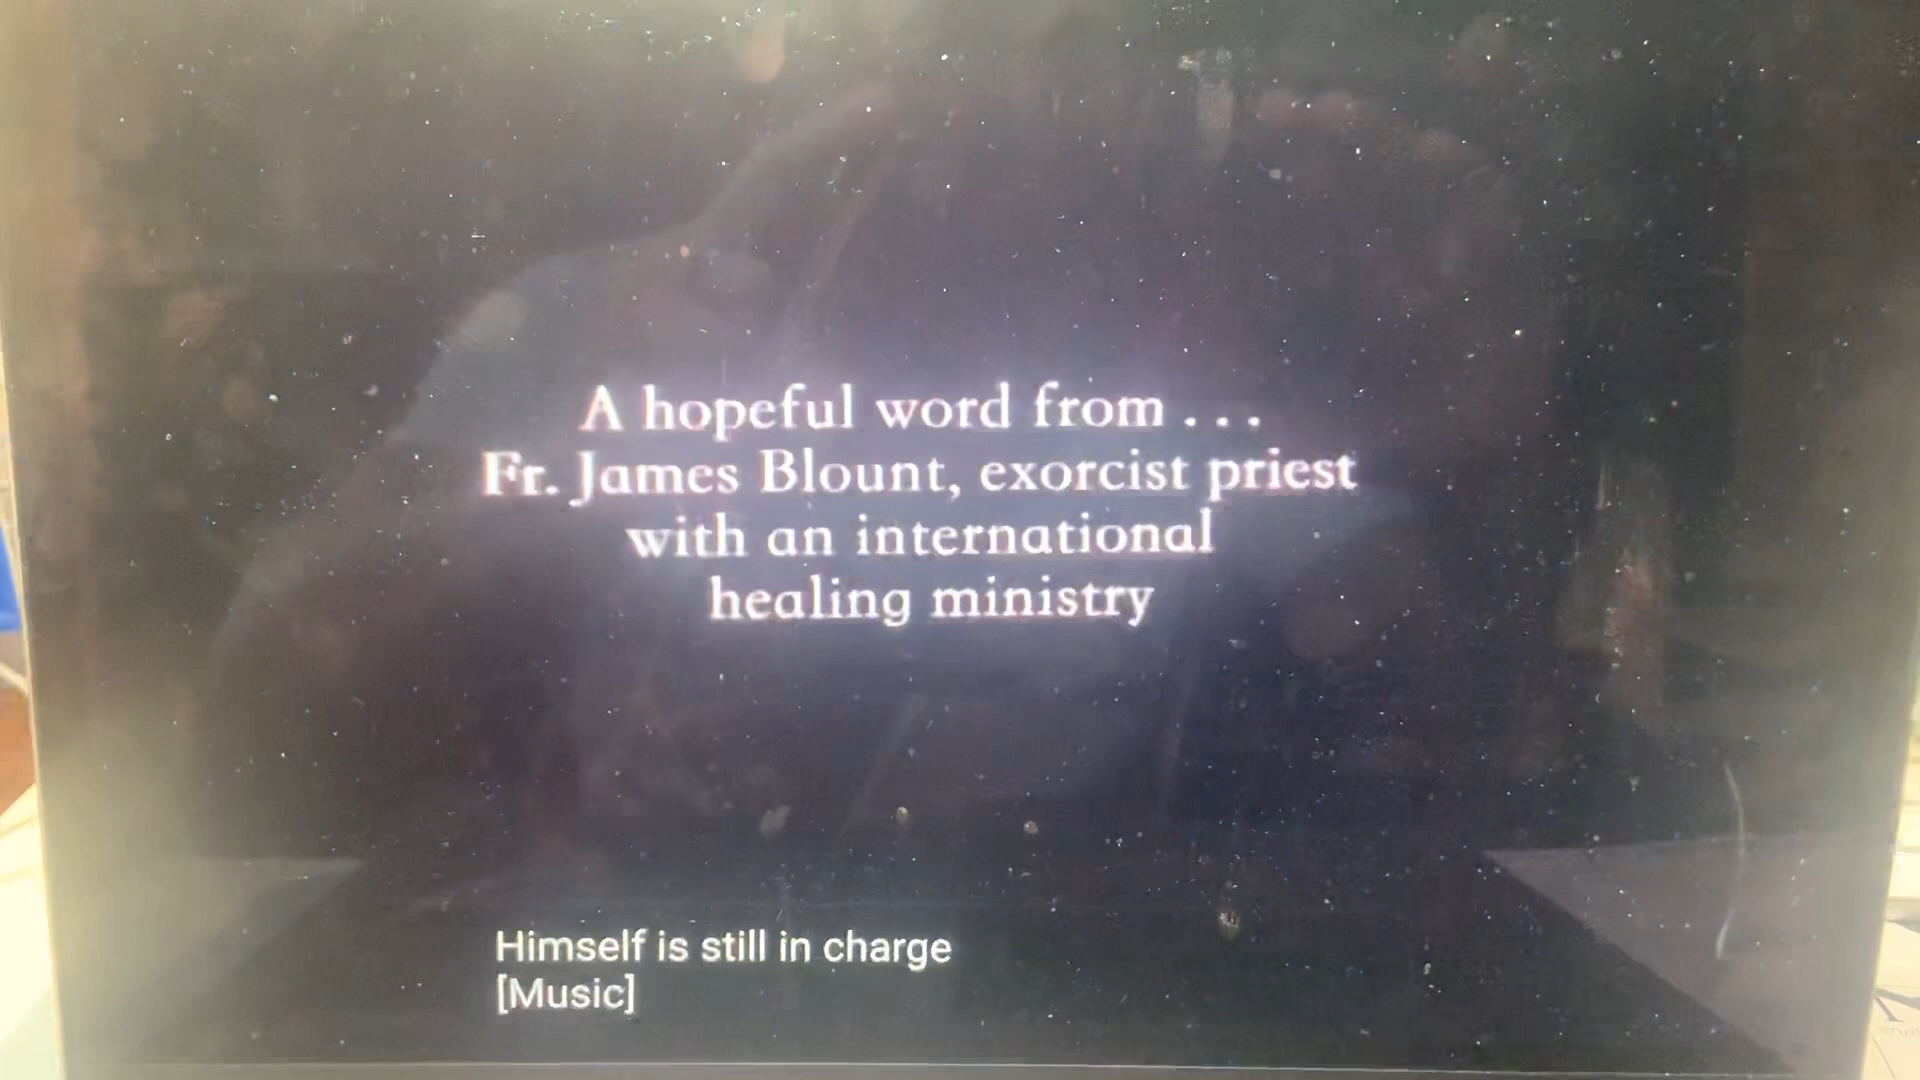 A hopeful word from . . .
Fr. James Blount, exorcist priest
with an international
healing ministry
Himself is still in charge
[Music]